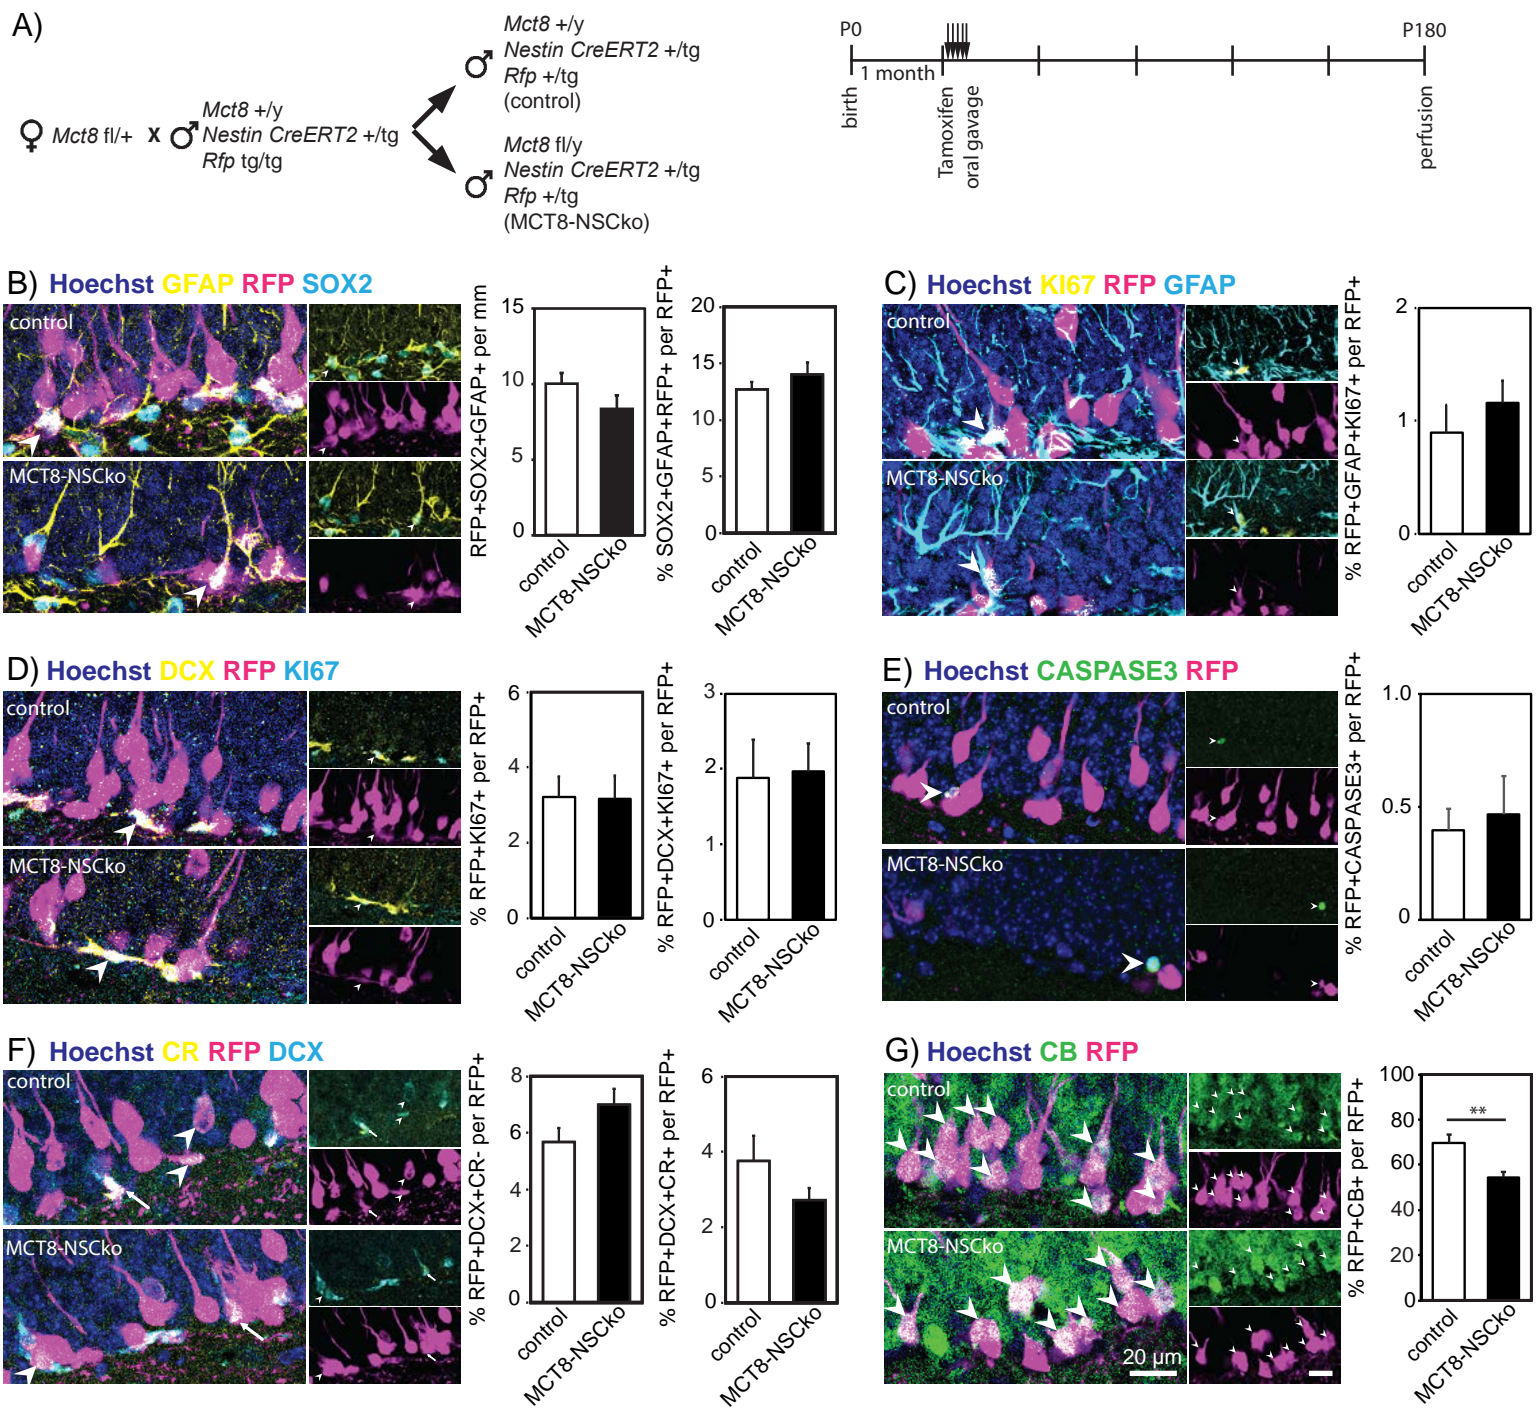 A)
Mct8 fl/+ X
Mct8 +/y
Nestin CreERT2 +/tg
Rfp tg/tg
Mct8 +/y
Nestin CreERT2 +/tg
Rfp +/tg
(control)
Mct8 fl/y
Nestin CreERT2 +/tg
Rfp +/tg
(MCT8-NSCko)
P0
P180
1 month
birth
Tamoxifen
oral gavage
perfusion
B) Hoechst GFAP RFP SOX2
control
MCT8-NSCko
RFP+SOX2+GFAP+ per mm
15
10
5
0
control
MCT8-NSCko
% SOX2+GFAP+RFP+ per RFP+
20
15
10
5
0
control
MCT8-NSCko
C) Hoechst KI67 RFP GFAP
control
MCT8-NSCko
% RFP+GFAP+KI67+ per RFP+
2
1
0
control
MCT8-NSCko
D) Hoechst DCX RFP KI67
control
MCT8-NSCko
% RFP+KI67+ per RFP+
6
4
2
0
control
MCT8-NSCko
% RFP+DCX+KI67+ per RFP+
3
2
1
0
control
MCT8-NSCko
E) Hoechst CASPASE3 RFP
control
MCT8-NSCko
% RFP+CASPASE3+ per RFP+
1.0
0.5
0
control
MCT8-NSCko
F) Hoechst CR RFP DCX
control
MCT8-NSCko
% RFP+DCX+CR- per RFP+
8
6
4
2
0
control
MCT8-NSCko
% RFP+DCX+CR+ per RFP+
6
4
2
0
control
MCT8-NSCko
G) Hoechst CB RFP
control
MCT8-NSCko
20 µm
% RFP+CB+ per RFP+
100
80
60
40
20
0
**
control
MCT8-NSCko